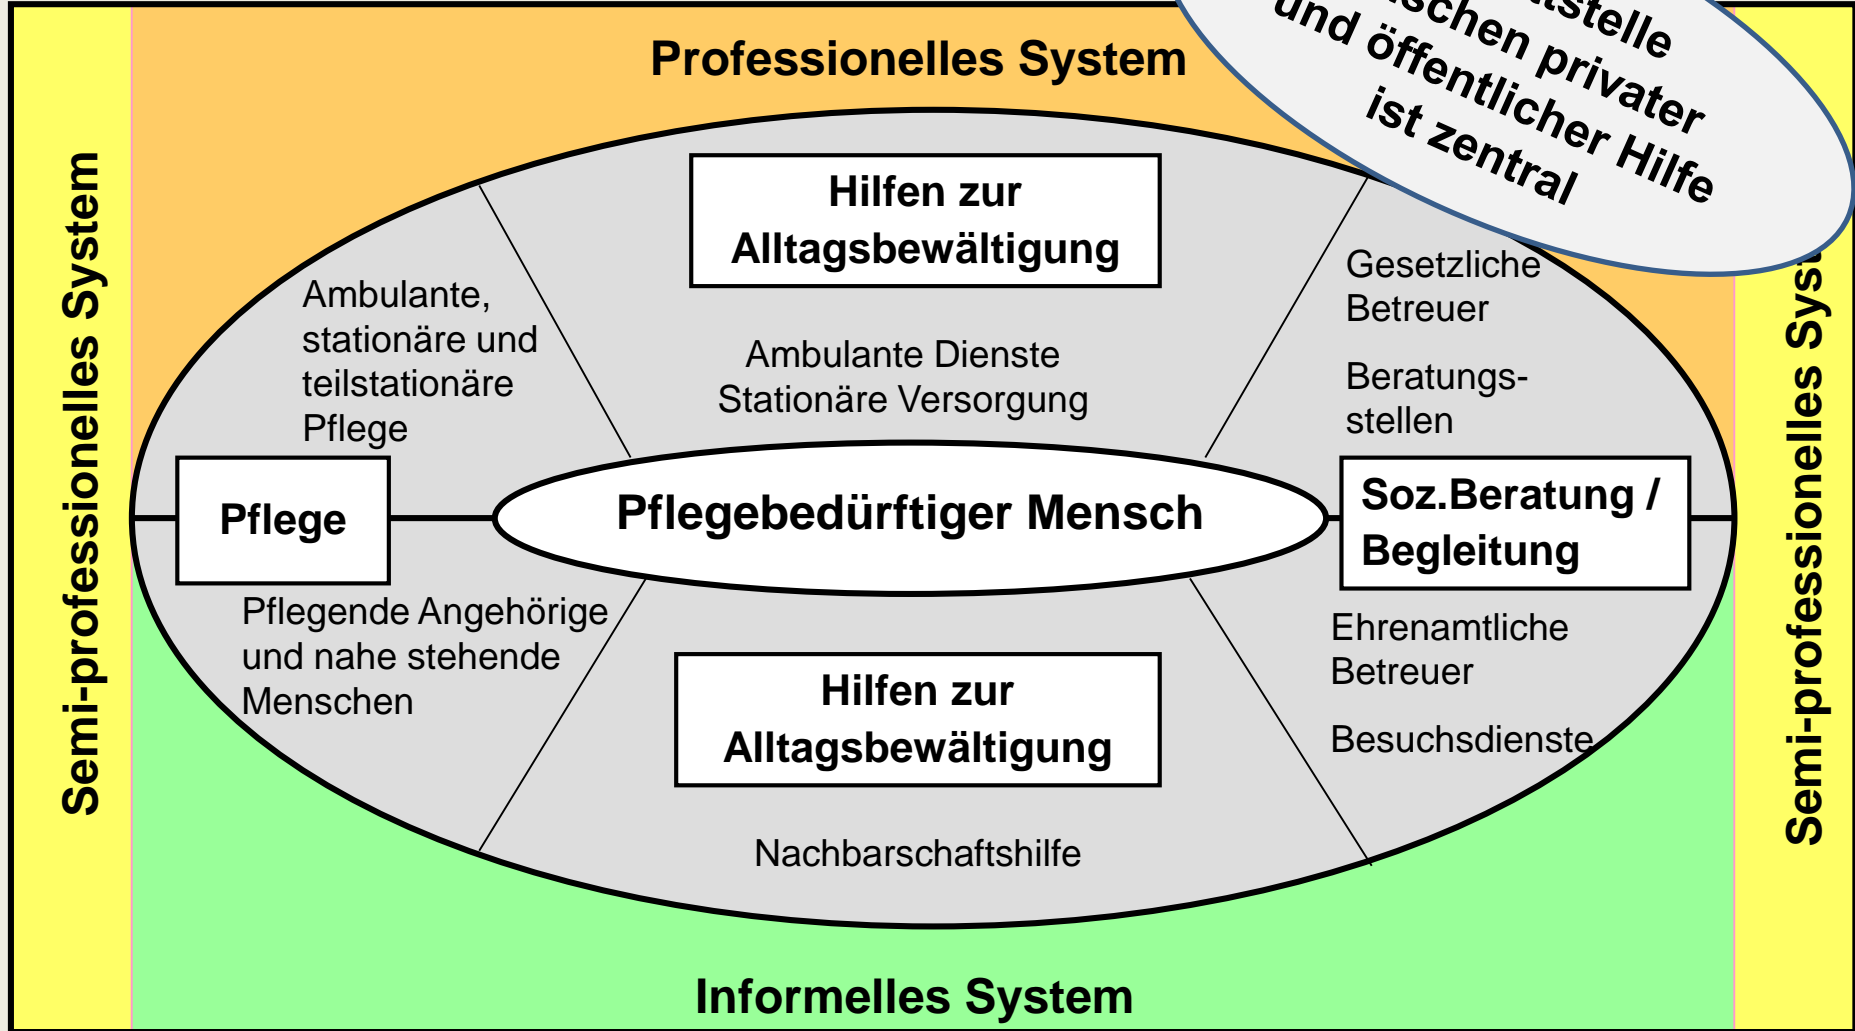 Professionelles System
zwischen privater
und öffentlicher Hilfe
ist zentral
Semi-professionelles System
Hilfen zur
Alltagsbewältigung
Ambulante,
stationäre und
teilstationäre
Pflege
Ambulante Dienste
Stationäre Versorgung
Gesetzliche
Betreuer
Beratungs-
stellen
Pflege
Pflegebedürftiger Mensch
Soz.Beratung /
Begleitung
Pflegende Angehörige
und nahe stehende
Menschen
Hilfen zur
Alltagsbewältigung
Ehrenamtliche
Betreuer
Besuchsdienste
Nachbarschaftshilfe
Semi-professionelles Syst
Informelles System